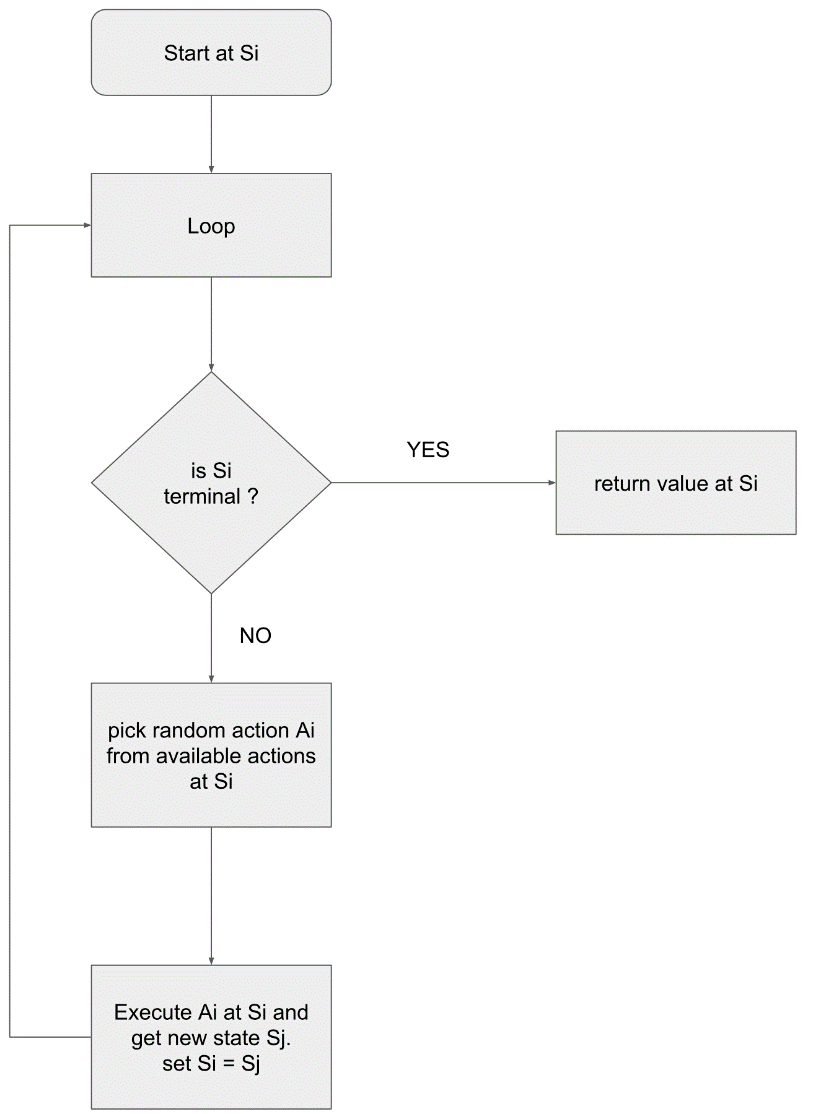 Start at Si
Loop
is Si
terminal ?
YES
return value at Si
NO
pick random action Ai
from available actions
at Si
Execute Ai at Si and
get new state Sj.
set Si = Sj